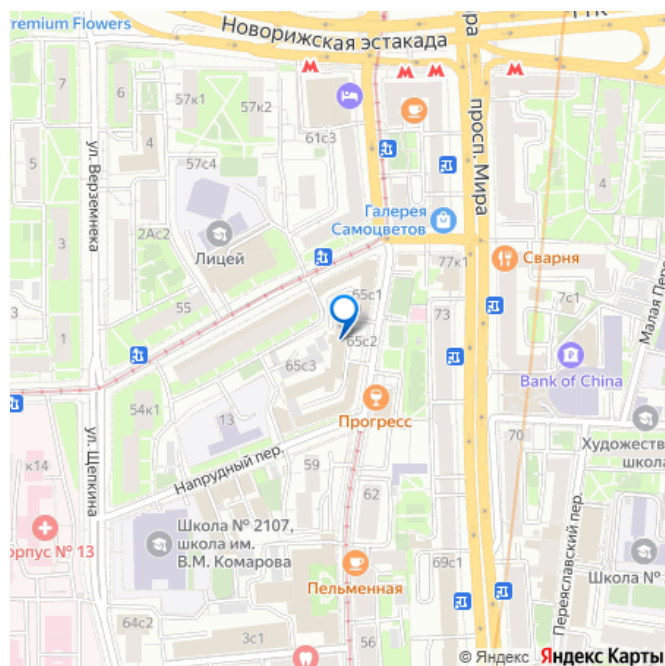 Premium Flowers
Новорижская эстакада
ТТК
7
6
57к1
57к2
61с3
5
4
57с4
ул. Верземнека
просп. Мира
4
2Ас2
3
Лицей
Галерея
Самоцветов
77к1
Сварня
7с1
Малая Пере
55
65с1
1
73
65с2
65с3
Bank of China
54к1
13
Прогресс
70
Художестве
школа
ул. Щепкина
Напрудный пер.
59
к14
62
Корпус № 13
Школа № 2107,
школа им.
В.М. Комарова
Переяславский пер.
69с1
Пельменная
Школа №
64с2
3с1
56
© Яндекс Яндекс Карты